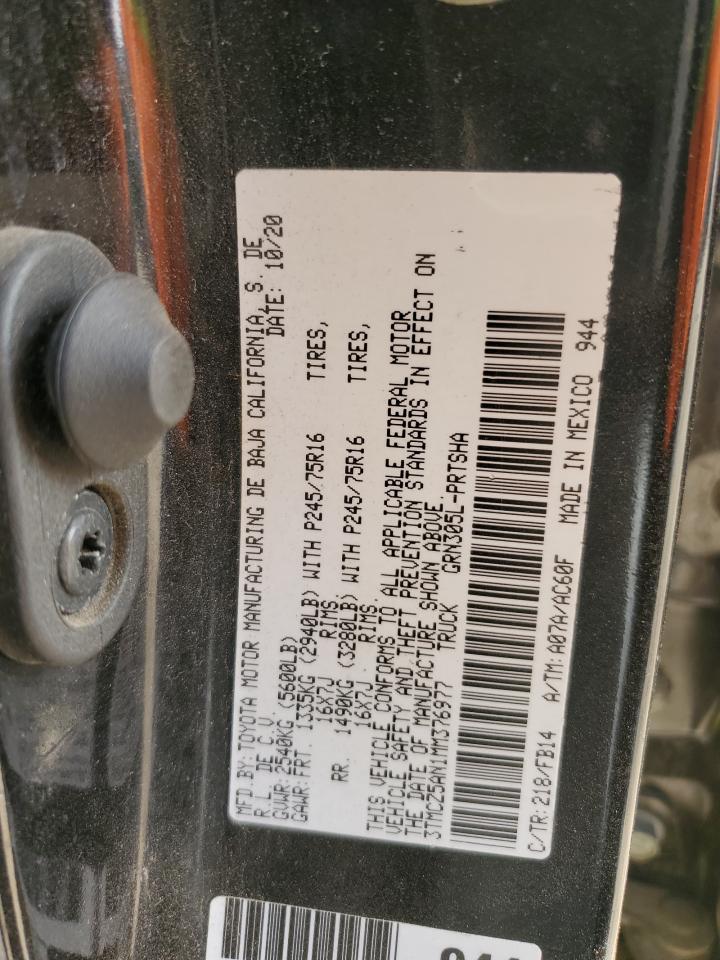 MFD.BY: TOYOTA MOTOR MANUFACTURING DE BAJA CALIFORNIA, S. DE
R.L. DE C.V. DATE: 10/20
GVWR: 2540KG (5600LB)
GAWR: FRT. 1335KG (2940LB) WITH P245/75R16 TIRES,
16X7J RIMS.
RR. 1490KG (3280LB) WITH P245/75R16 TIRES,
16X7J RIMS.
THIS VEHICLE CONFORMS TO ALL APPLICABLE FEDERAL MOTOR
VEHICLE SAFETY AND THEFT PREVENTION STANDARDS IN EFFECT ON
THE DATE OF MANUFACTURE SHOWN ABOVE.
3TMCZ5AN1MM376977 TRUCK GRN305L-PRTSHA
C/TR: 218/FB14 A/TM: A07A/AC60F MADE IN MEXICO 944